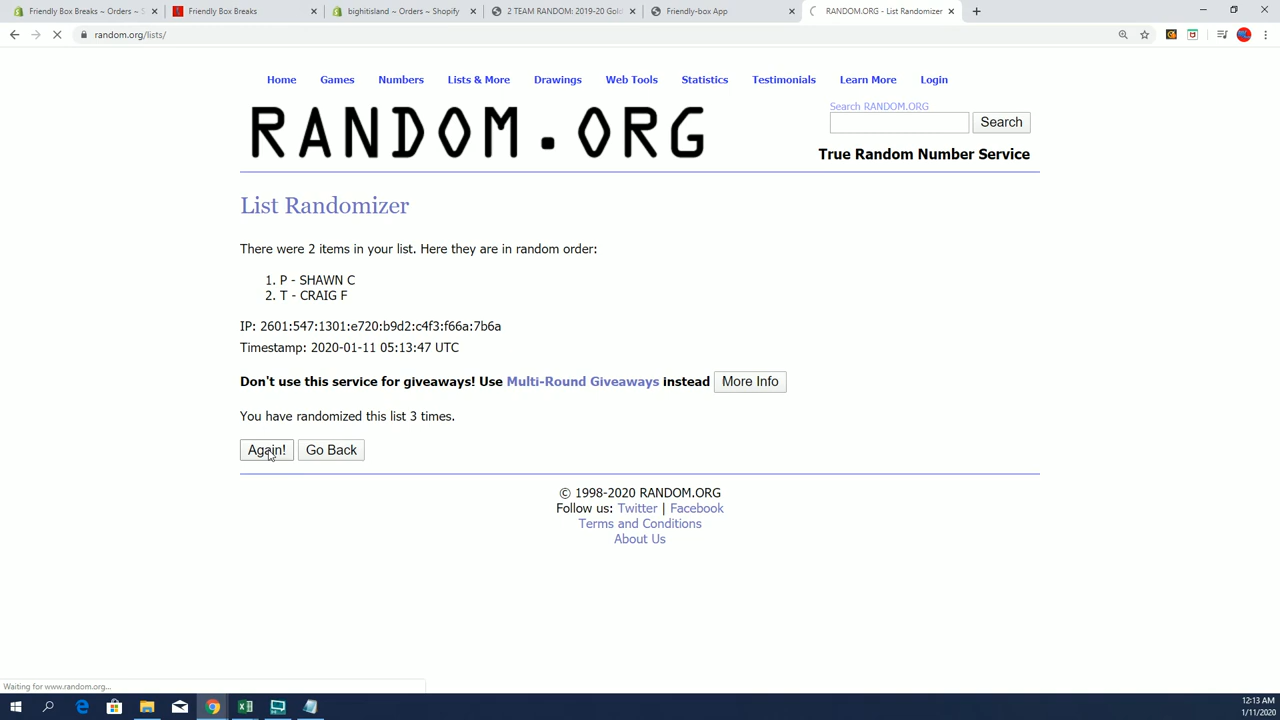 Friendly Box Breaks ~ Orders ~ S
Friendly Box Breaks
bighitisland ~ Orders ~ Shopify
2 TEAM RANDOM: 2019-20 Gold
Friendly-box App
RANDOM.ORG - List Randomizer
random.org/lists/
Home Games Numbers Lists & More Drawings Web Tools Statistics Testimonials Learn More Login
RANDOM.ORG
Search RANDOM.ORG
Search
True Random Number Service
List Randomizer
There were 2 items in your list. Here they are in random order:
1. P - SHAWN C
2. T - CRAIG F
IP: 2601:547:1301:e720:b9d2:c4f3:f66a:7b6a
Timestamp: 2020-01-11 05:13:47 UTC
Don't use this service for giveaways! Use Multi-Round Giveaways instead More Info
You have randomized this list 3 times.
Again! Go Back
© 1998-2020 RANDOM.ORG
Follow us: Twitter | Facebook
Terms and Conditions
About Us
Waiting for www.random.org...
12:13 AM
1/11/2020